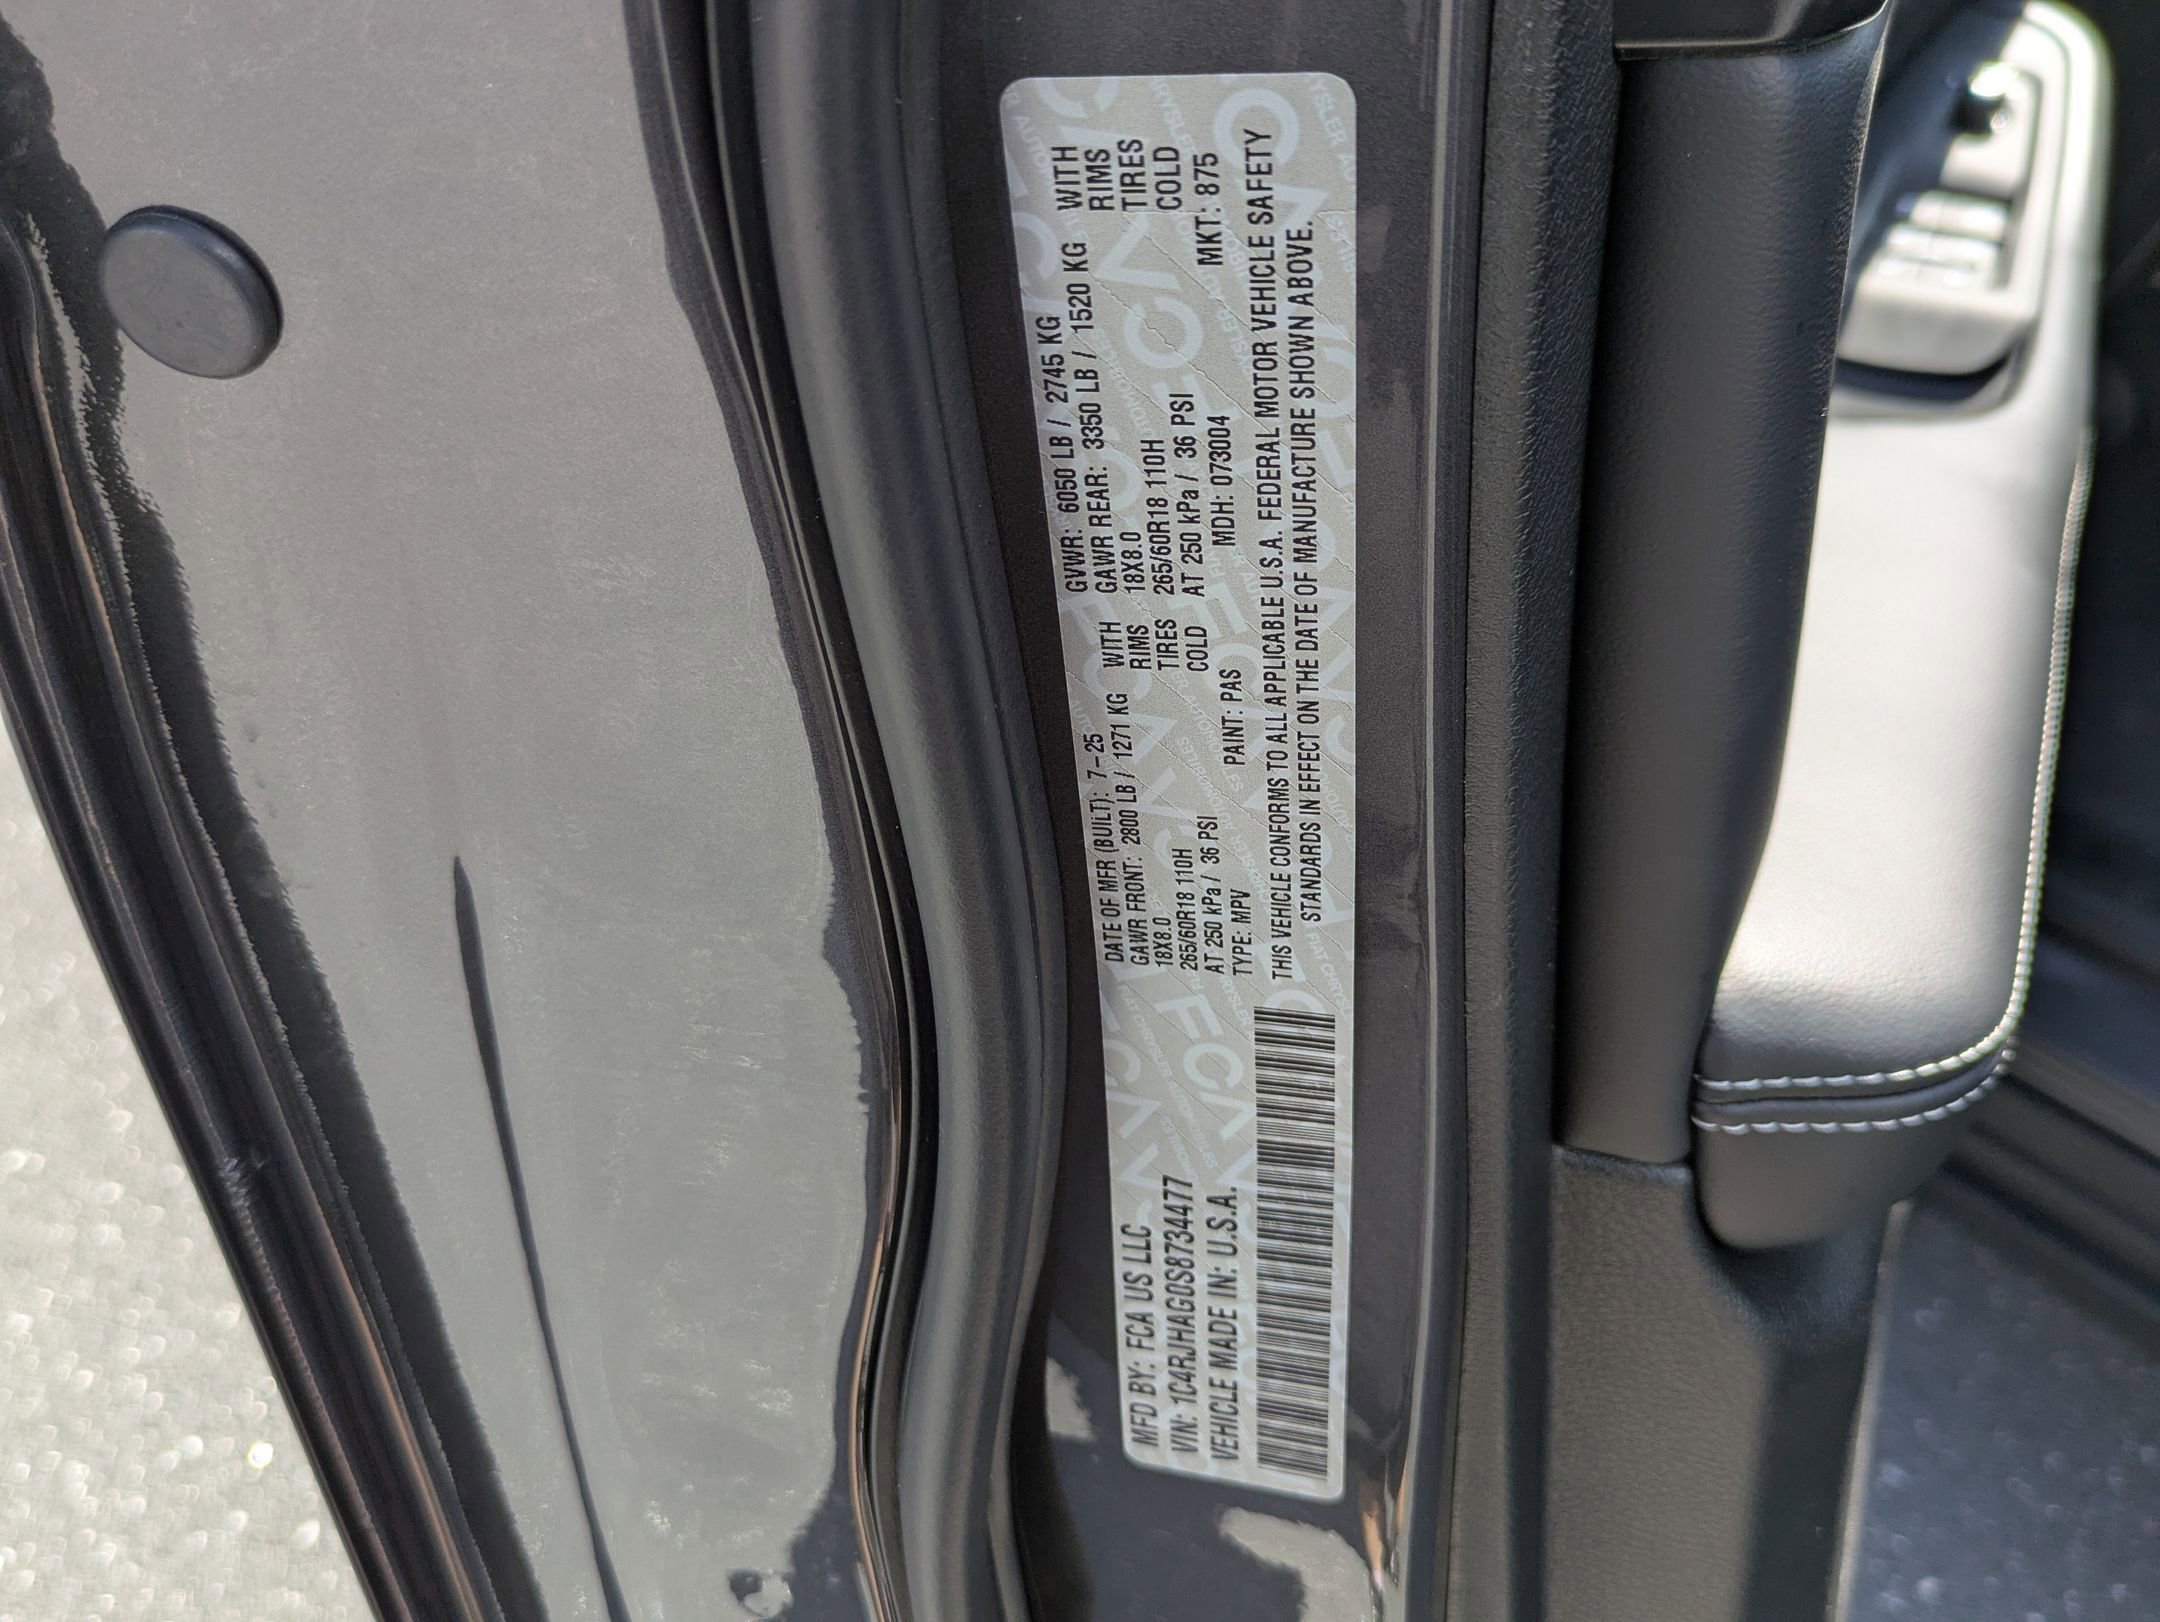 MFD BY: FCA US LLC
VIN: 1C4RJHAG0S8734477
VEHICLE MADE IN: U.S.A.
DATE OF MFR (BUILT): 7-25 GVWR: 6050 LB / 2745 KG
GAWR FRONT: 2800 LB / 1271 KG WITH GAWR REAR: 3350 LB / 1520 KG WITH
18X8.0 RIMS 18X8.0 RIMS
265/60R18 110H TIRES 265/60R18 110H TIRES
AT 250 kPa / 36 PSI COLD AT 250 kPa / 36 PSI COLD
TYPE: MPV PAINT: PAS MDH: 073004 MKT: 875
THIS VEHICLE CONFORMS TO ALL APPLICABLE U.S.A. FEDERAL MOTOR VEHICLE SAFETY
STANDARDS IN EFFECT ON THE DATE OF MANUFACTURE SHOWN ABOVE.